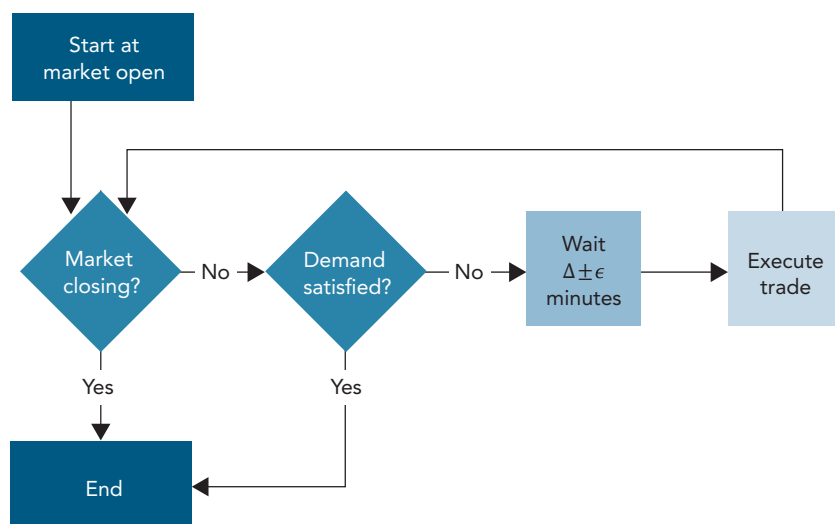 Start at
market open
Market
closing?
No
Demand
satisfied?
No
Wait
Δ±ϵ
minutes
Execute
trade
Yes
Yes
End